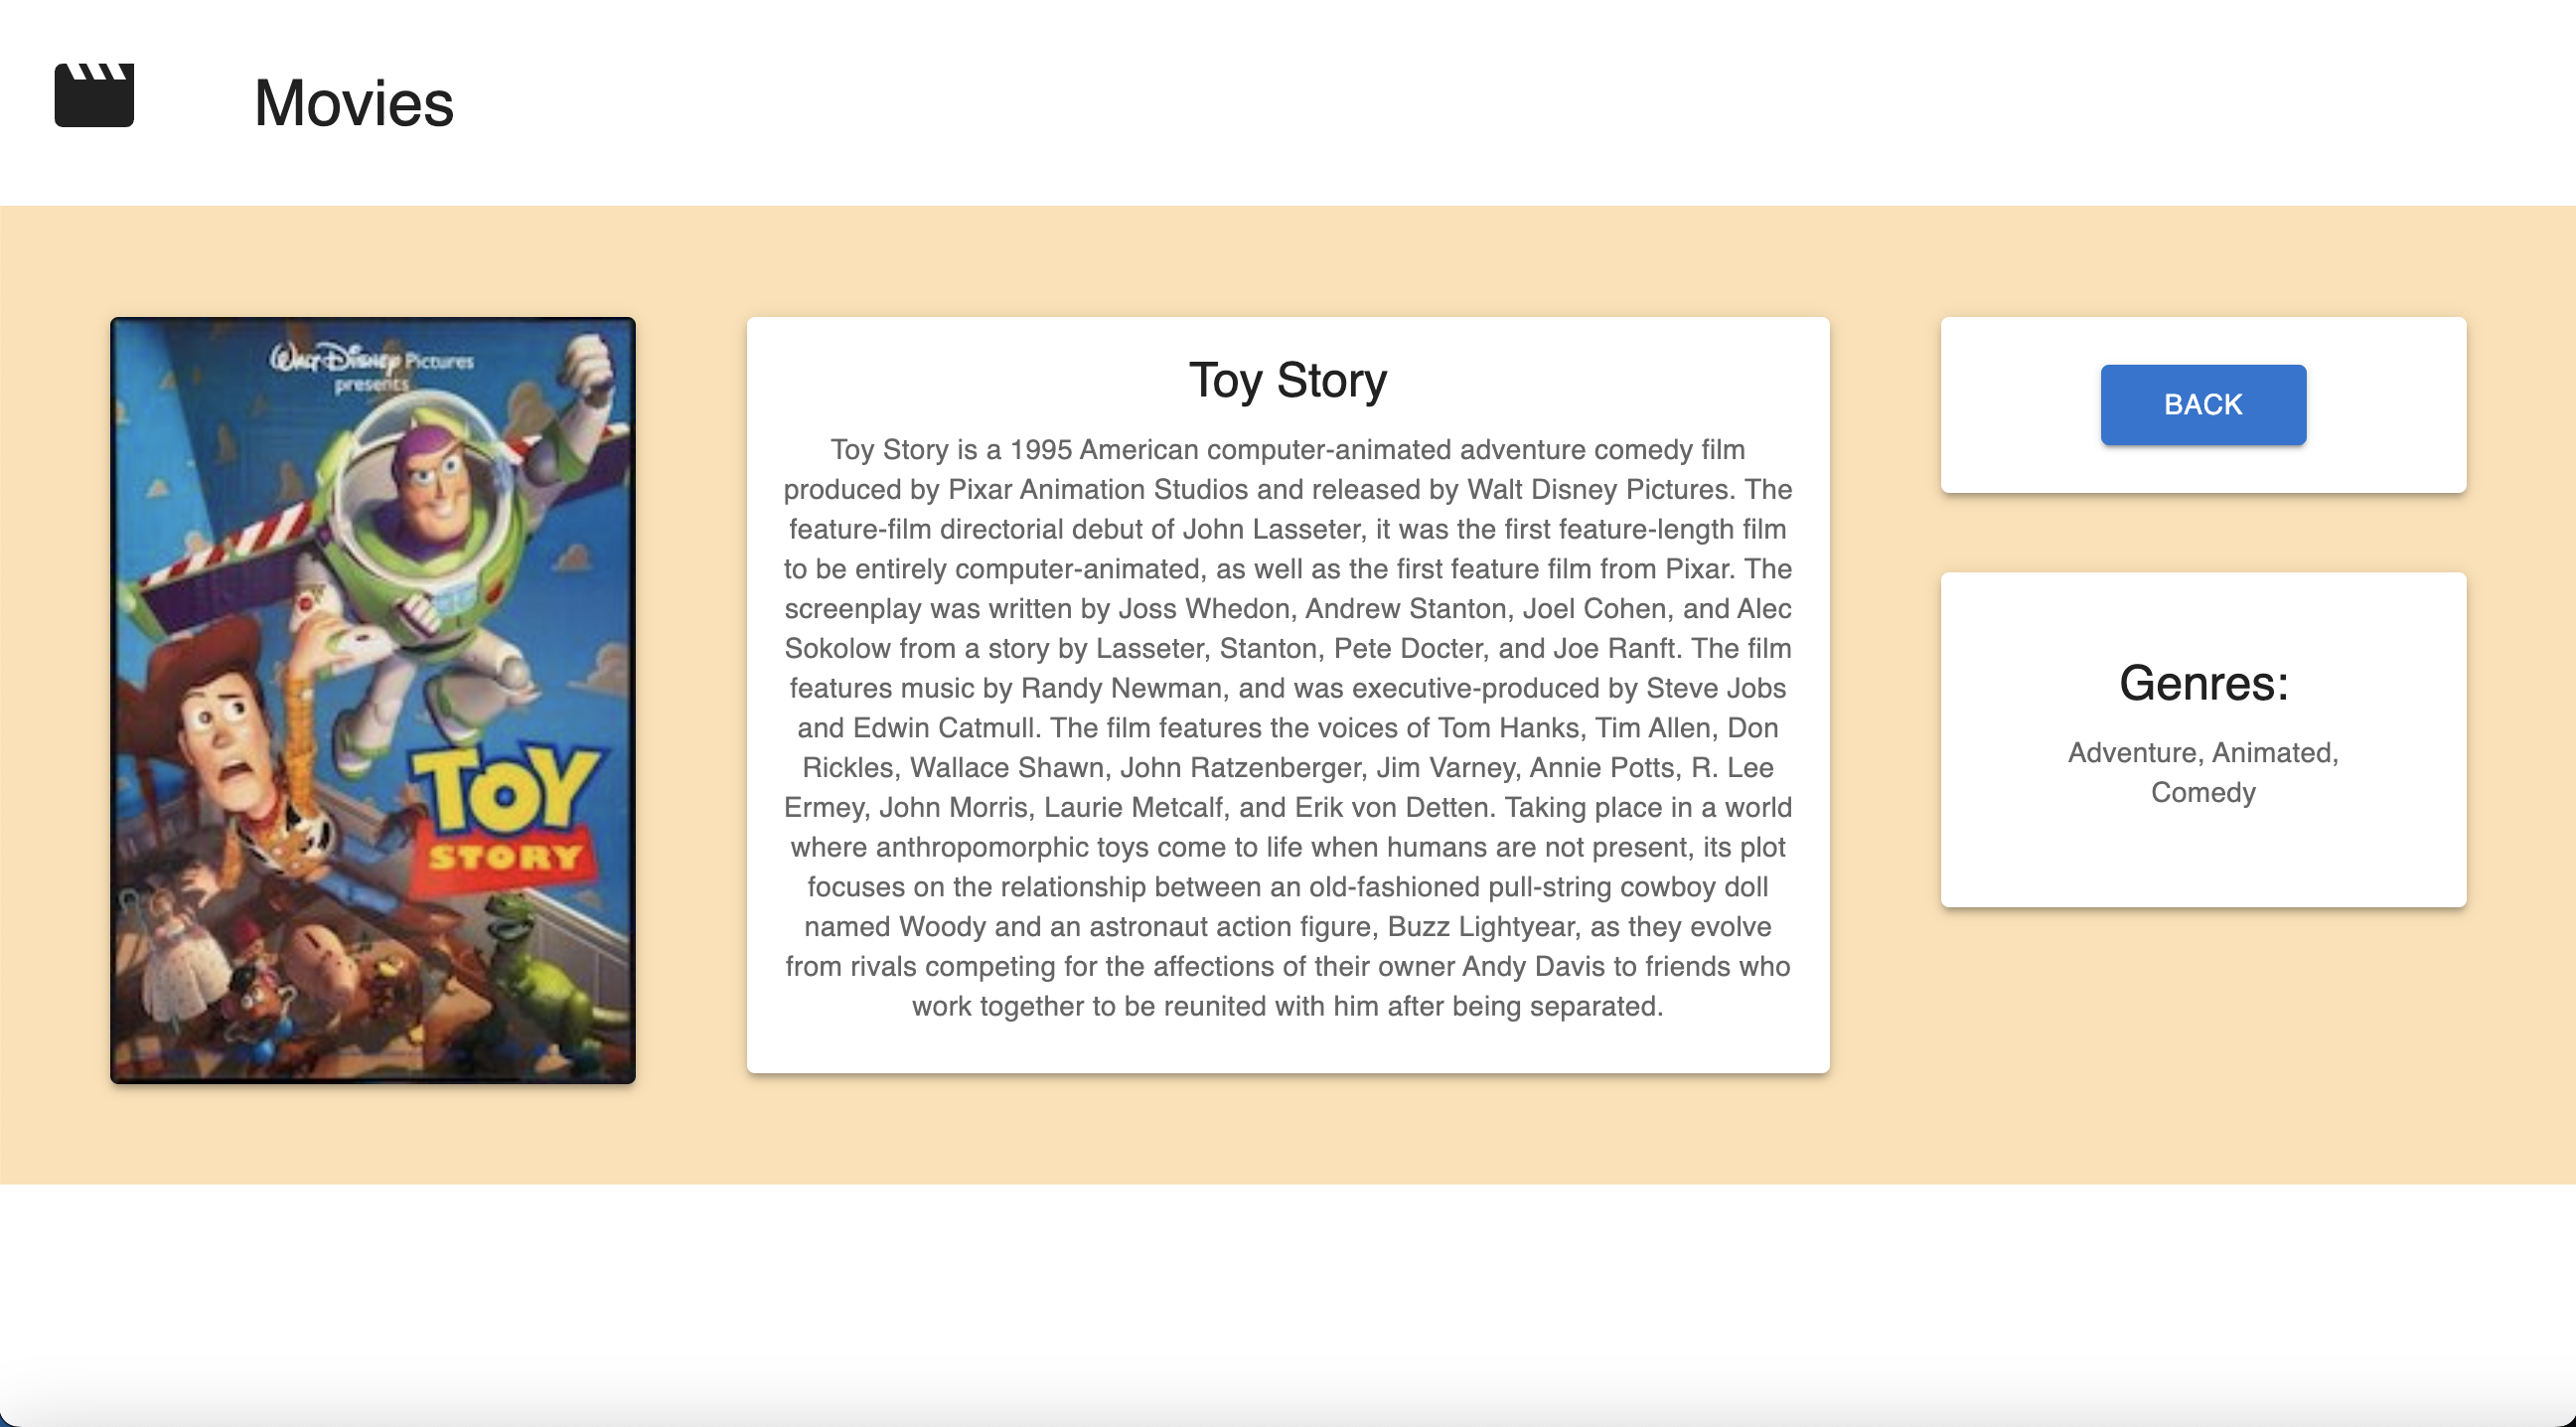 Movies
Walt Disney Pictures
presents
TOY
STORY
Toy Story
Toy Story is a 1995 American computer-animated adventure comedy film
produced by Pixar Animation Studios and released by Walt Disney Pictures. The
feature-film directorial debut of John Lasseter, it was the first feature-length film
to be entirely computer-animated, as well as the first feature film from Pixar. The
screenplay was written by Joss Whedon, Andrew Stanton, Joel Cohen, and Alec
Sokolow from a story by Lasseter, Stanton, Pete Docter, and Joe Ranft. The film
features music by Randy Newman, and was executive-produced by Steve Jobs
and Edwin Catmull. The film features the voices of Tom Hanks, Tim Allen, Don
Rickles, Wallace Shawn, John Ratzenberger, Jim Varney, Annie Potts, R. Lee
Ermey, John Morris, Laurie Metcalf, and Erik von Detten. Taking place in a world
where anthropomorphic toys come to life when humans are not present, its plot
focuses on the relationship between an old-fashioned pull-string cowboy doll
named Woody and an astronaut action figure, Buzz Lightyear, as they evolve
from rivals competing for the affections of their owner Andy Davis to friends who
work together to be reunited with him after being separated.
BACK
Genres:
Adventure, Animated,
Comedy